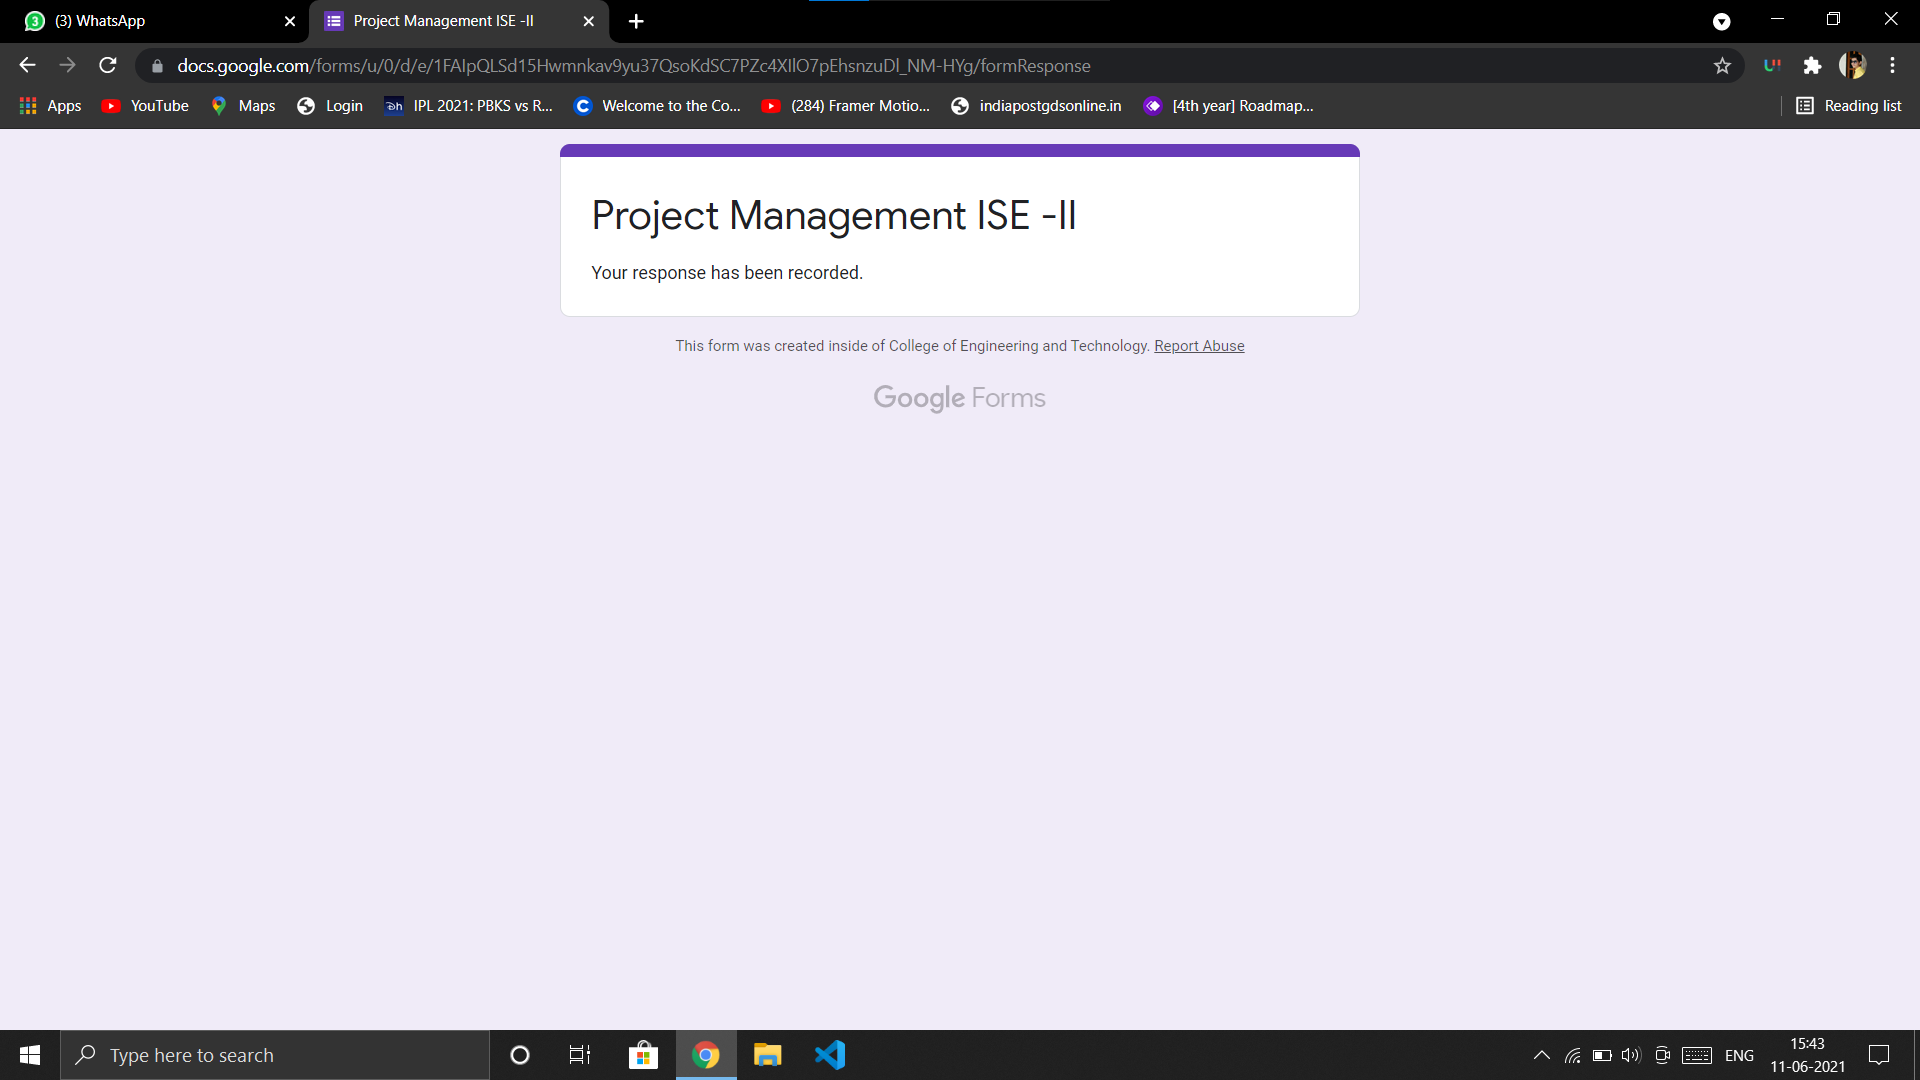 (3) WhatsApp
Project Management ISE -II
docs.google.com/forms/u/0/d/e/1FAIpQLSd15Hwmnkav9yu37QsoKdSC7PZc4XIlO7pEhsnzuDl_NM-HYg/formResponse
Apps YouTube Maps Login IPL 2021: PBKS vs R... Welcome to the Co... (284) Framer Motio... indiapostgdsonline.in [4th year] Roadmap... Reading list
Project Management ISE -II
Your response has been recorded.
This form was created inside of College of Engineering and Technology. Report Abuse
Google Forms
Type here to search
ENG
15:43
11-06-2021